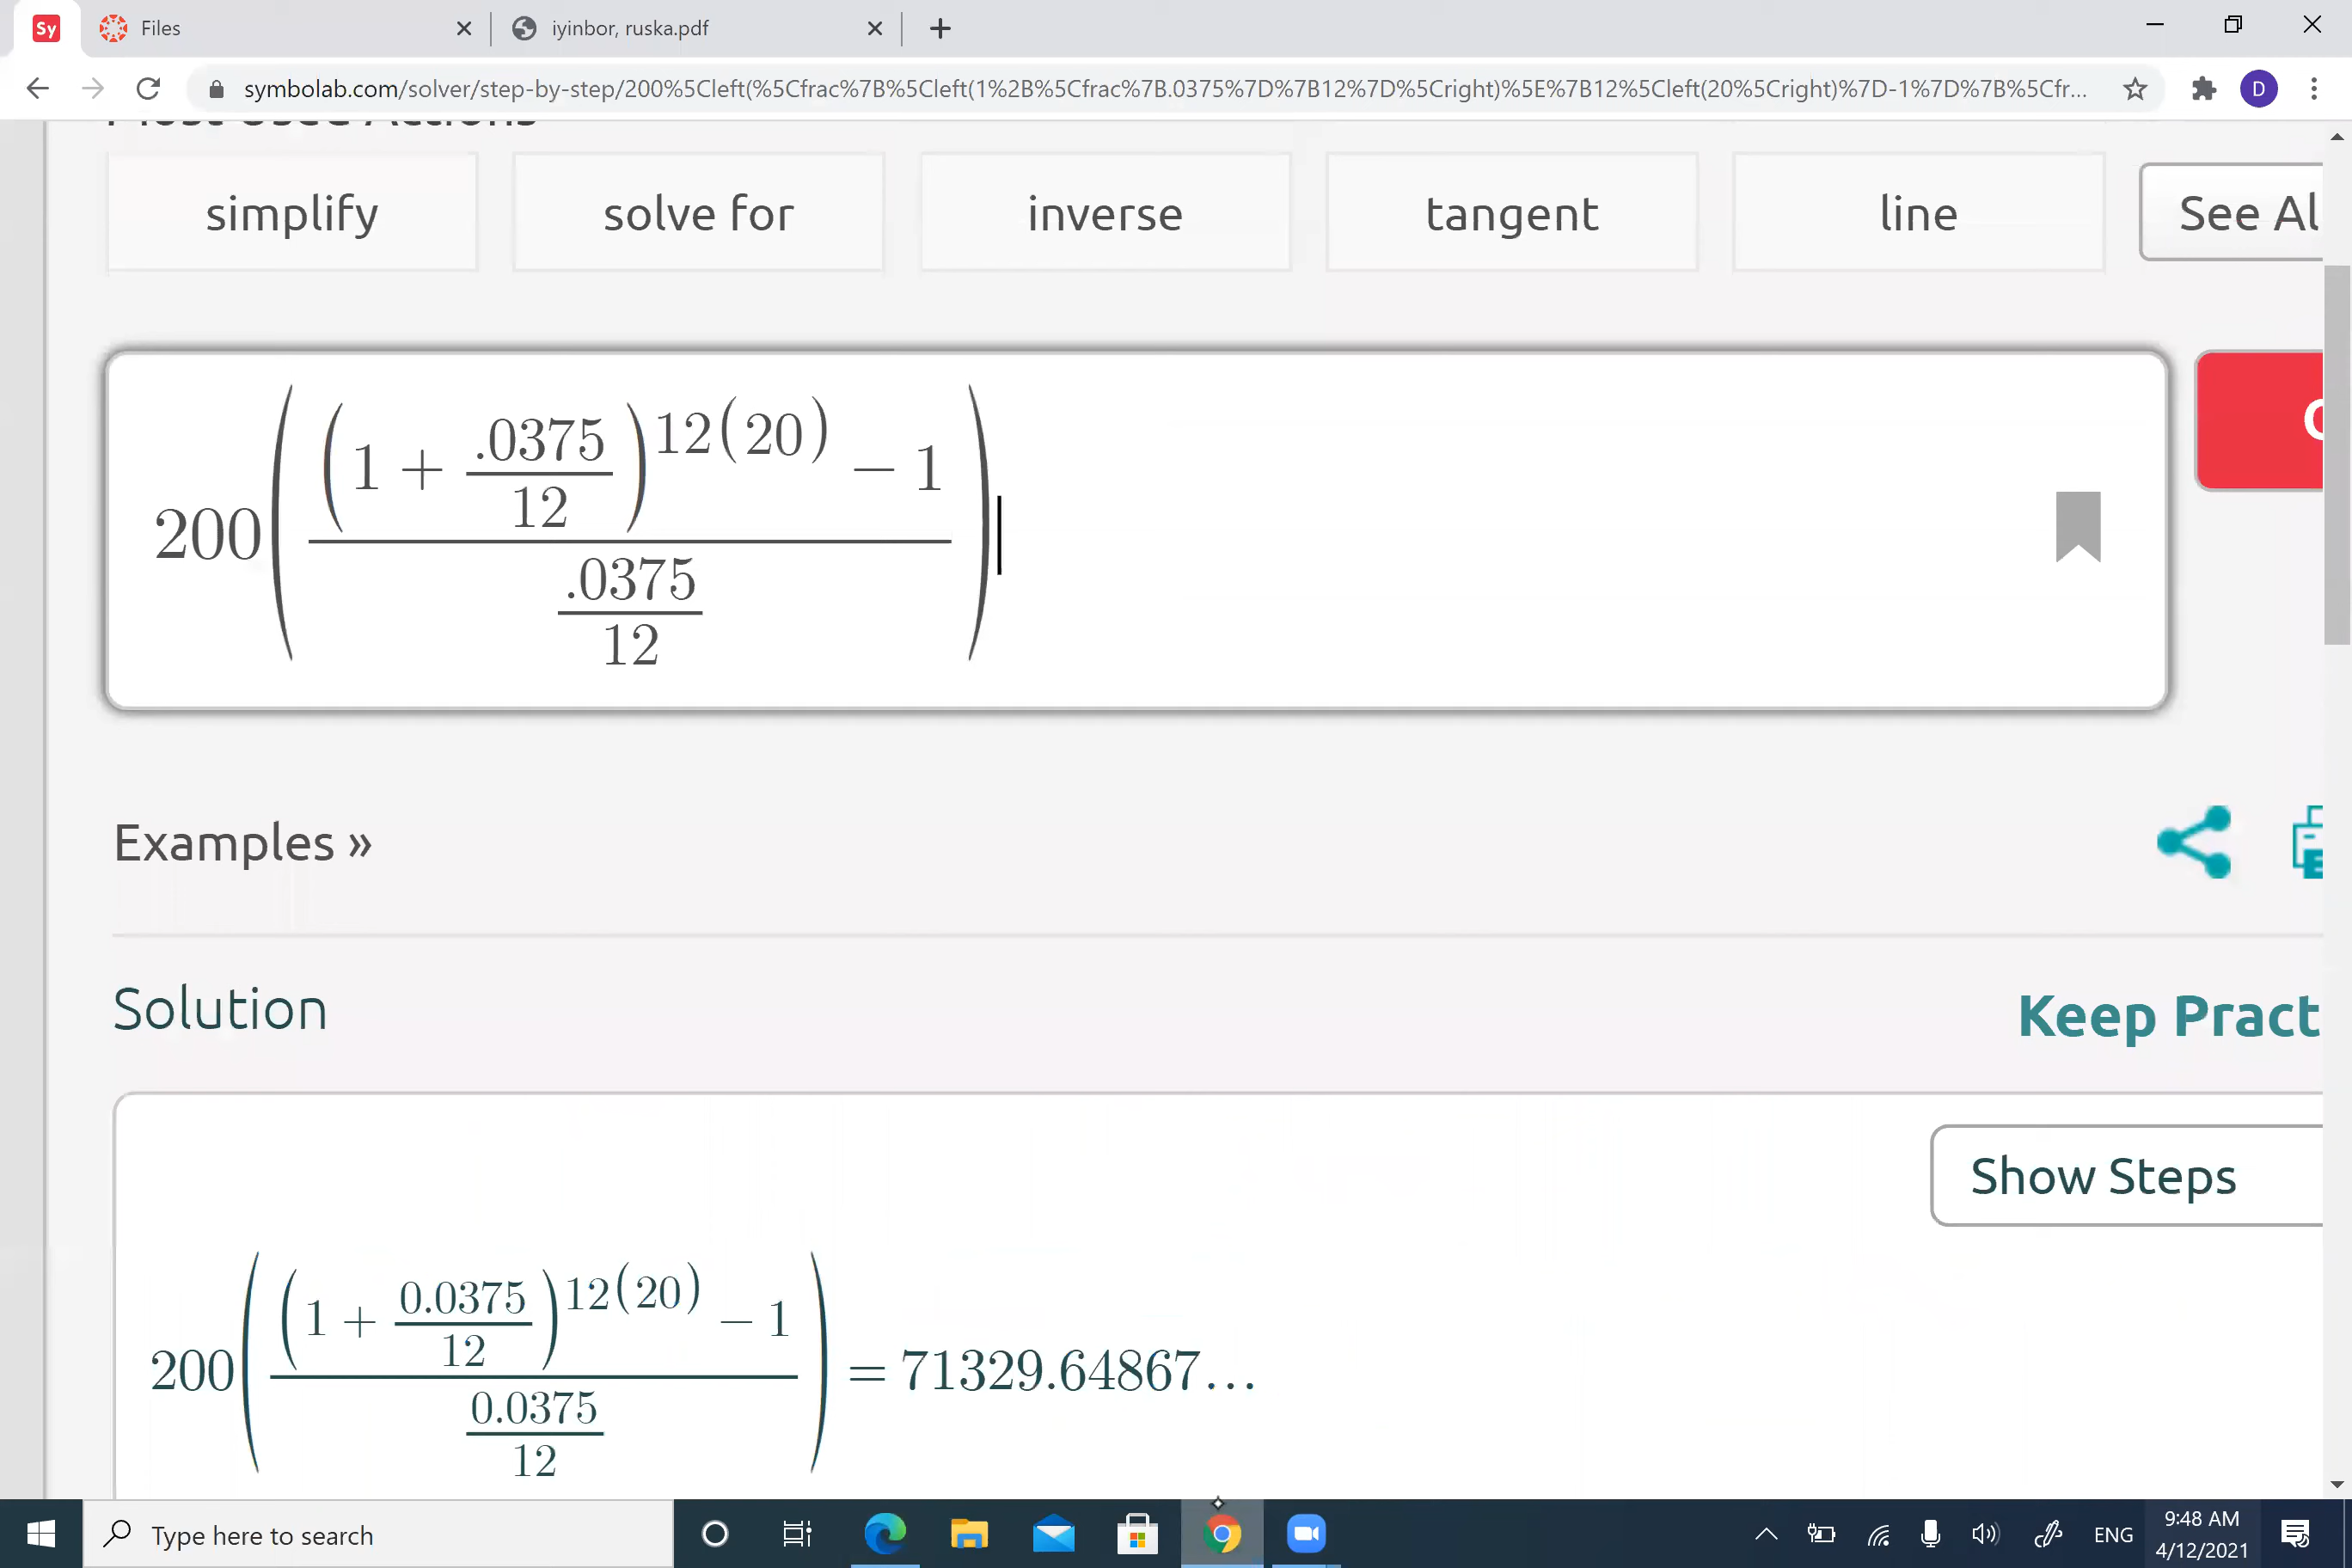 Sy Files iyinbor, ruska.pdf
symbolab.com/solver/step-by-step/200%5Cleft(%5Cfrac%7B%5Cleft(1%2B%5Cfrac%7B.0375%7D%7B12%7D%5Cright)%5E%7B12%5Cleft(20%5Cright)%7D-1%7D%7B%5Cfr... D
Most Used Actions
simplify solve for inverse tangent line See Al
200((1 + .0375/12)^12(20) − 1 / .0375/12)
Examples »
Solution
Keep Pract
Show Steps
200((1 + 0.0375/12)^12(20) − 1 / 0.0375/12) = 71329.64867...
Type here to search ENG 9:48 AM
4/12/2021